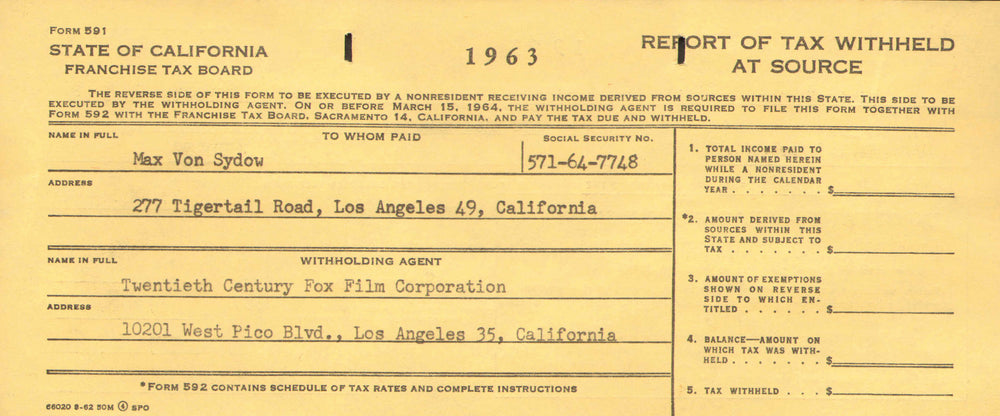 FORM 591
STATE OF CALIFORNIA
FRANCHISE TAX BOARD
1963
REPORT OF TAX WITHHELD
AT SOURCE
THE REVERSE SIDE OF THIS FORM TO BE EXECUTED BY A NONRESIDENT RECEIVING INCOME DERIVED FROM SOURCES WITHIN THIS STATE. THIS SIDE TO BE
EXECUTED BY THE WITHHOLDING AGENT. ON OR BEFORE MARCH 15, 1964, THE WITHHOLDING AGENT IS REQUIRED TO FILE THIS FORM TOGETHER WITH
FORM 592 WITH THE FRANCHISE TAX BOARD, SACRAMENTO 14, CALIFORNIA, AND PAY THE TAX DUE AND WITHHELD.
NAME IN FULL TO WHOM PAID SOCIAL SECURITY No.
Max Von Sydow 571-64-7748
ADDRESS
277 Tigertail Road, Los Angeles 49, California
NAME IN FULL WITHHOLDING AGENT
Twentieth Century Fox Film Corporation
ADDRESS
10201 West Pico Blvd., Los Angeles 35, California
*FORM 592 CONTAINS SCHEDULE OF TAX RATES AND COMPLETE INSTRUCTIONS
66020 8-62 50M 4 SPO
1. TOTAL INCOME PAID TO
PERSON NAMED HEREIN
WHILE A NONRESIDENT
DURING THE CALENDAR
YEAR . . . . . . . $
*2. AMOUNT DERIVED FROM
SOURCES WITHIN THIS
STATE AND SUBJECT TO
TAX . . . . . . . . $
3. AMOUNT OF EXEMPTIONS
SHOWN ON REVERSE
SIDE TO WHICH EN-
TITLED . . . . . . $
4. BALANCE—AMOUNT ON
WHICH TAX WAS WITH-
HELD . . . . . . . $
5. TAX WITHHELD . . . $